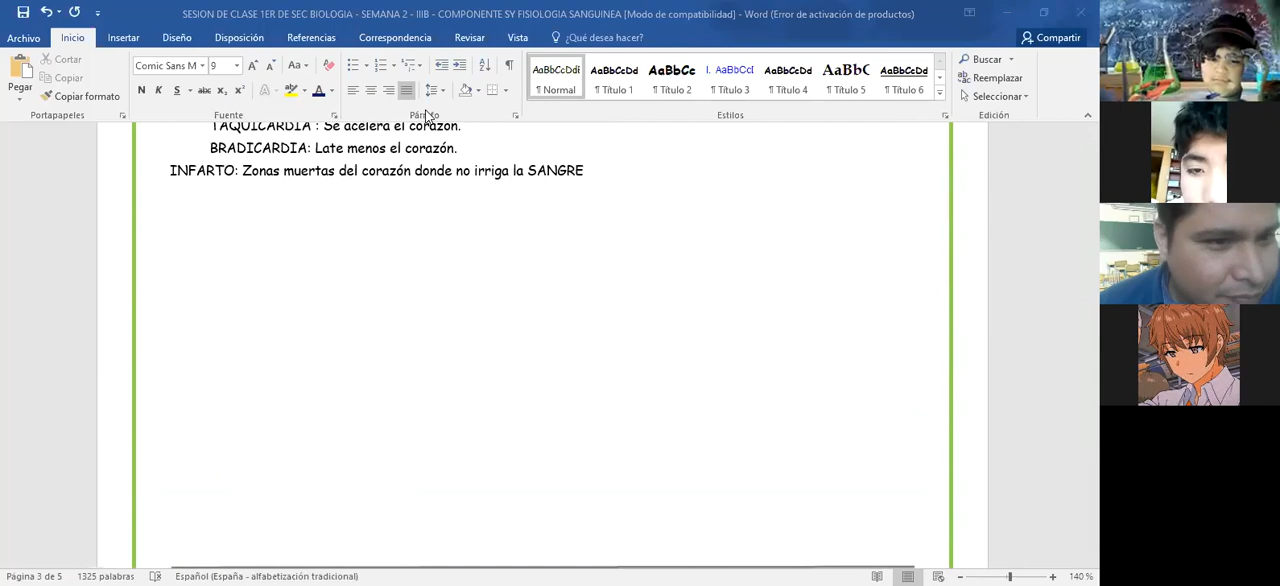 SESION DE CLASE 1ER DE SEC BIOLOGIA - SEMANA 2 - IIIB - COMPONENTE SY FISIOLOGIA SANGUINEA [Modo de compatibilidad] - Word (Error de activación de productos)
Archivo Inicio Insertar Diseño Disposición Referencias Correspondencia Revisar Vista ¿Qué desea hacer? Compartir
Pegar
Cortar
Copiar
Copiar formato
Portapapeles
Comic Sans M 9
N K S abc x₂ x²
Fuente
Párrafo
AaBbCcDdE AaBbCcDd AaBbCc I. AaBbCcI AaBbCcDd AaBbC AaBbCcDd
¶ Normal ¶ Título 1 ¶ Título 2 ¶ Título 3 ¶ Título 4 ¶ Título 5 ¶ Título 6
Estilos
Buscar
Reemplazar
Seleccionar
Edición
TAQUICARDIA : Se acelera el corazón.
BRADICARDIA: Late menos el corazón.
INFARTO: Zonas muertas del corazón donde no irriga la SANGRE
Página 3 de 5 1325 palabras Español (España - alfabetización tradicional) 140 %